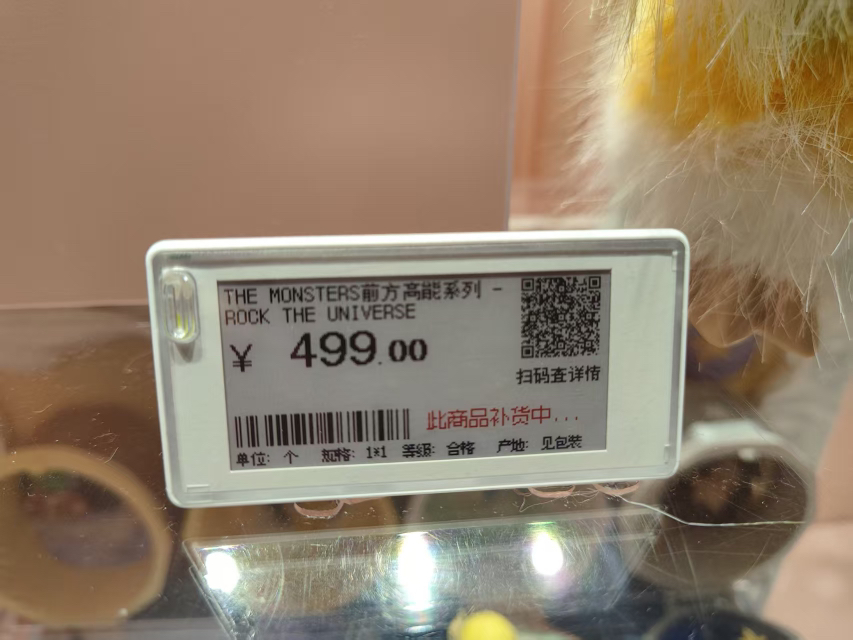 THE MONSTERS前方高能系列 -
ROCK THE UNIVERSE
¥ 499.00
扫码查详情
此商品补货中...
单位: 个 规格: 1*1 等级: 合格 产地: 见包装